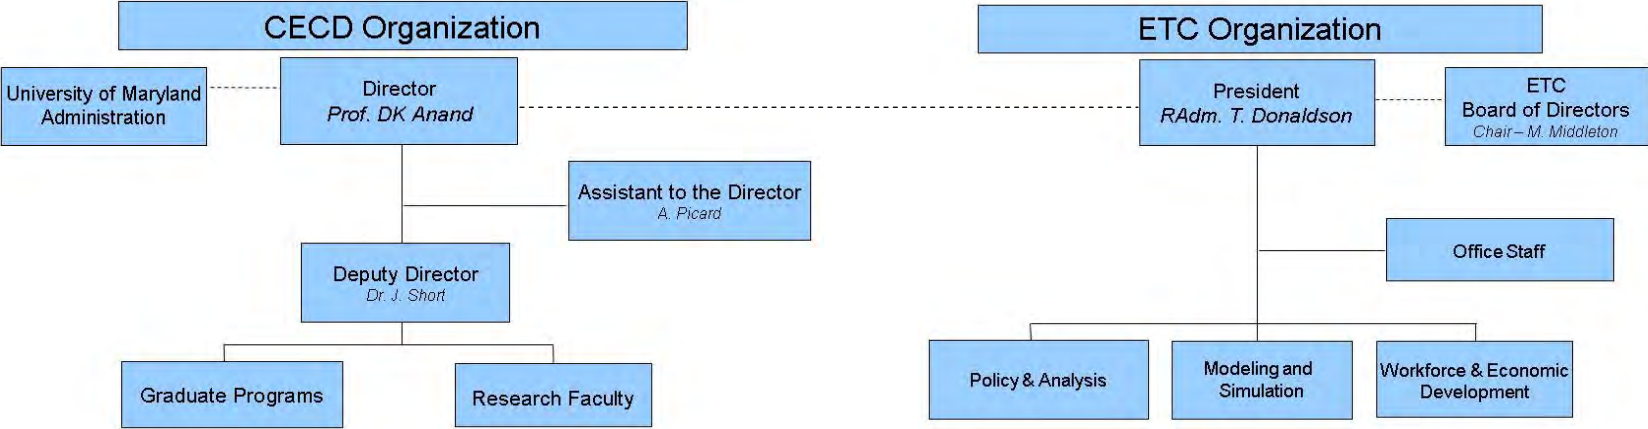 CECD Organization
ETC Organization
University of Maryland
Administration
Director
Prof. DK Anand
President
RAdm. T. Donaldson
ETC
Board of Directors
Chair – M. Middleton
Assistant to the Director
A. Picard
Office Staff
Deputy Director
Dr. J. Short
Graduate Programs
Research Faculty
Policy & Analysis
Modeling and
Simulation
Workforce & Economic
Development